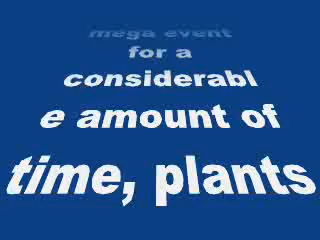 mega event
for a
considerabl
e amount of
time, plants